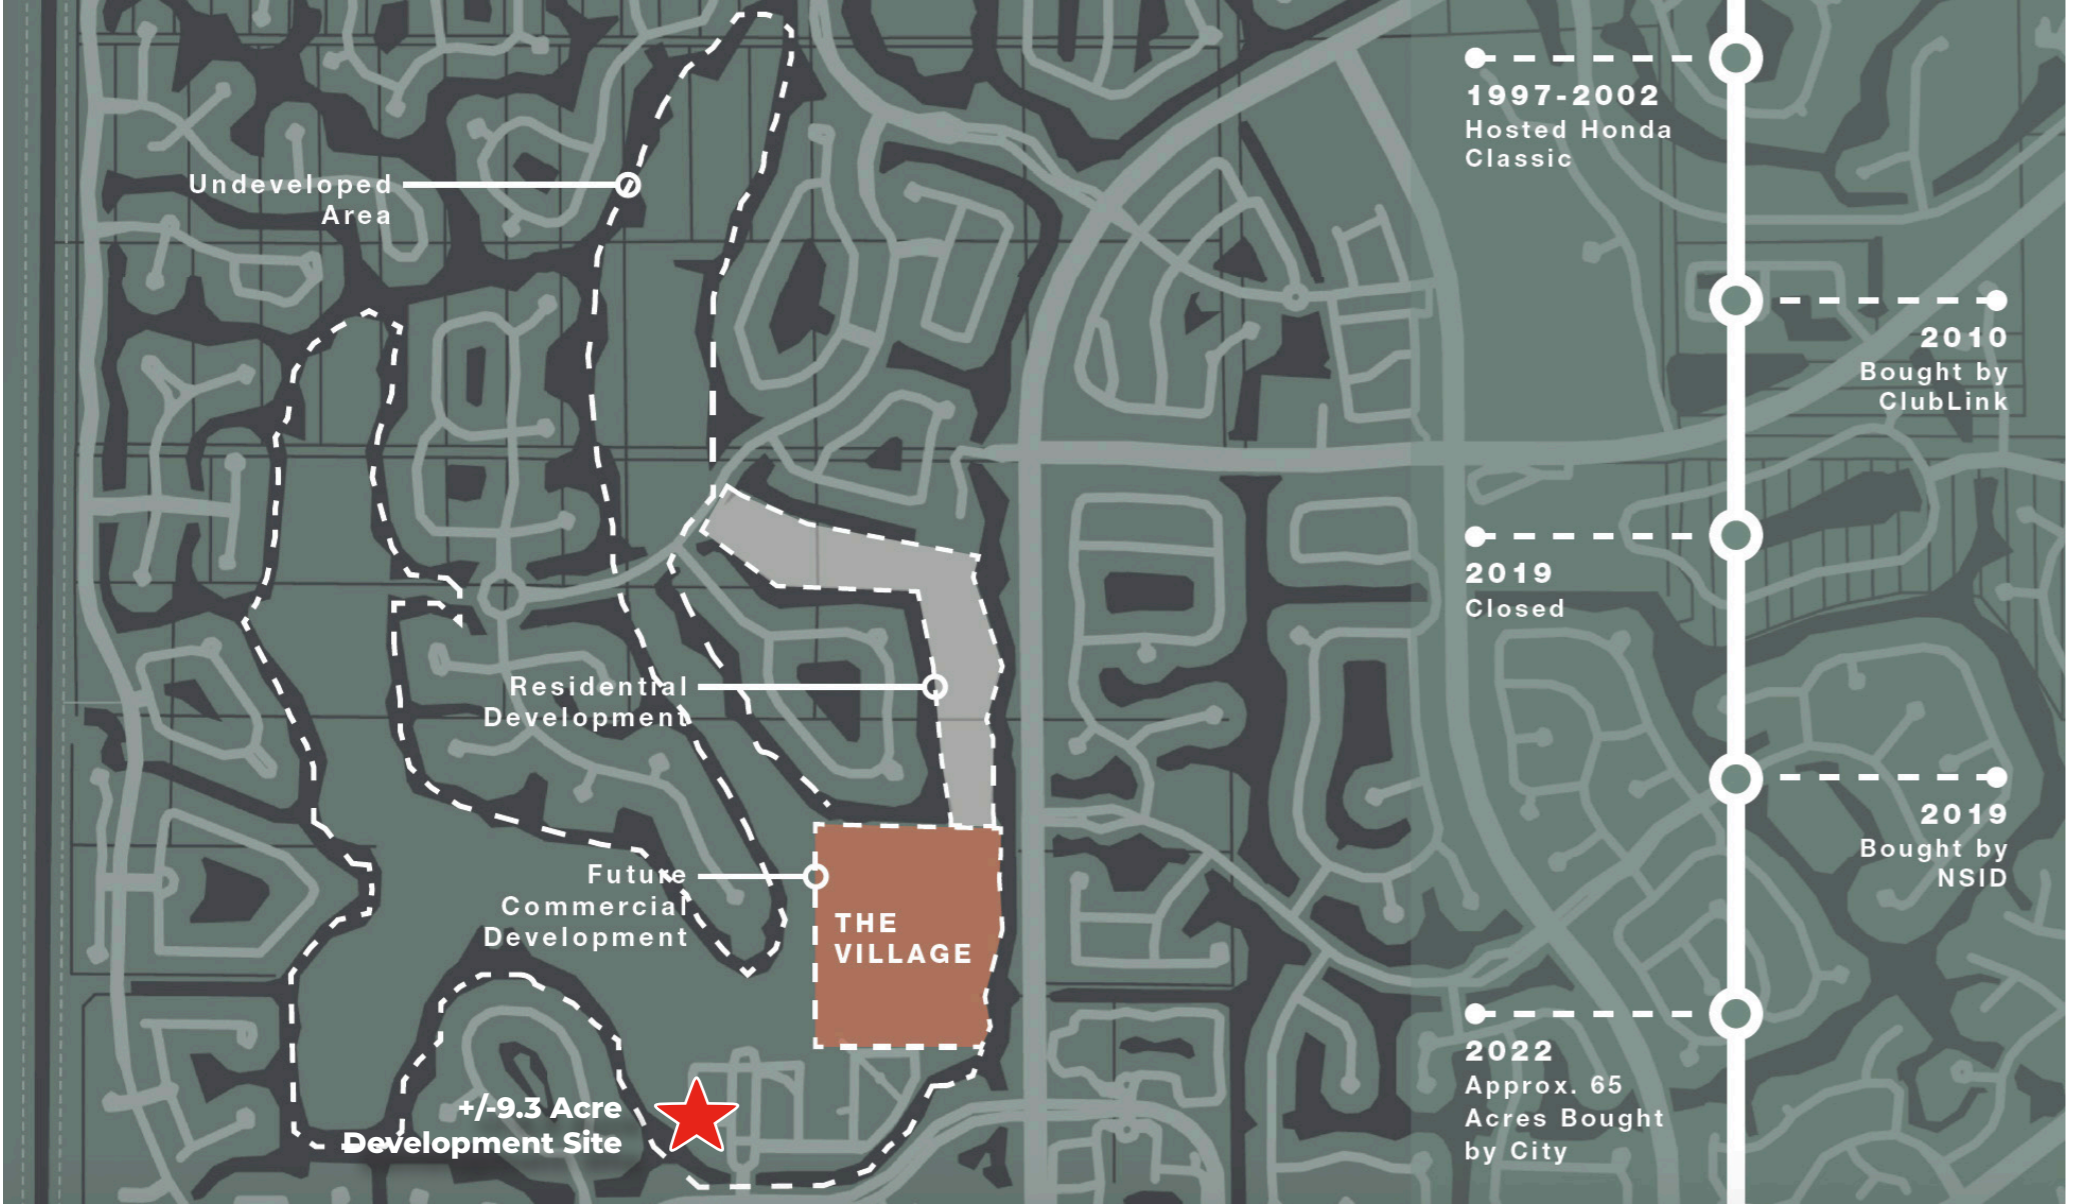 Undeveloped
Area
Residential
Development
Future
Commercial
Development
THE
VILLAGE
+/-9.3 Acre
Development Site
1997-2002
Hosted Honda
Classic
2010
Bought by
ClubLink
2019
Closed
2019
Bought by
NSID
2022
Approx. 65
Acres Bought
by City